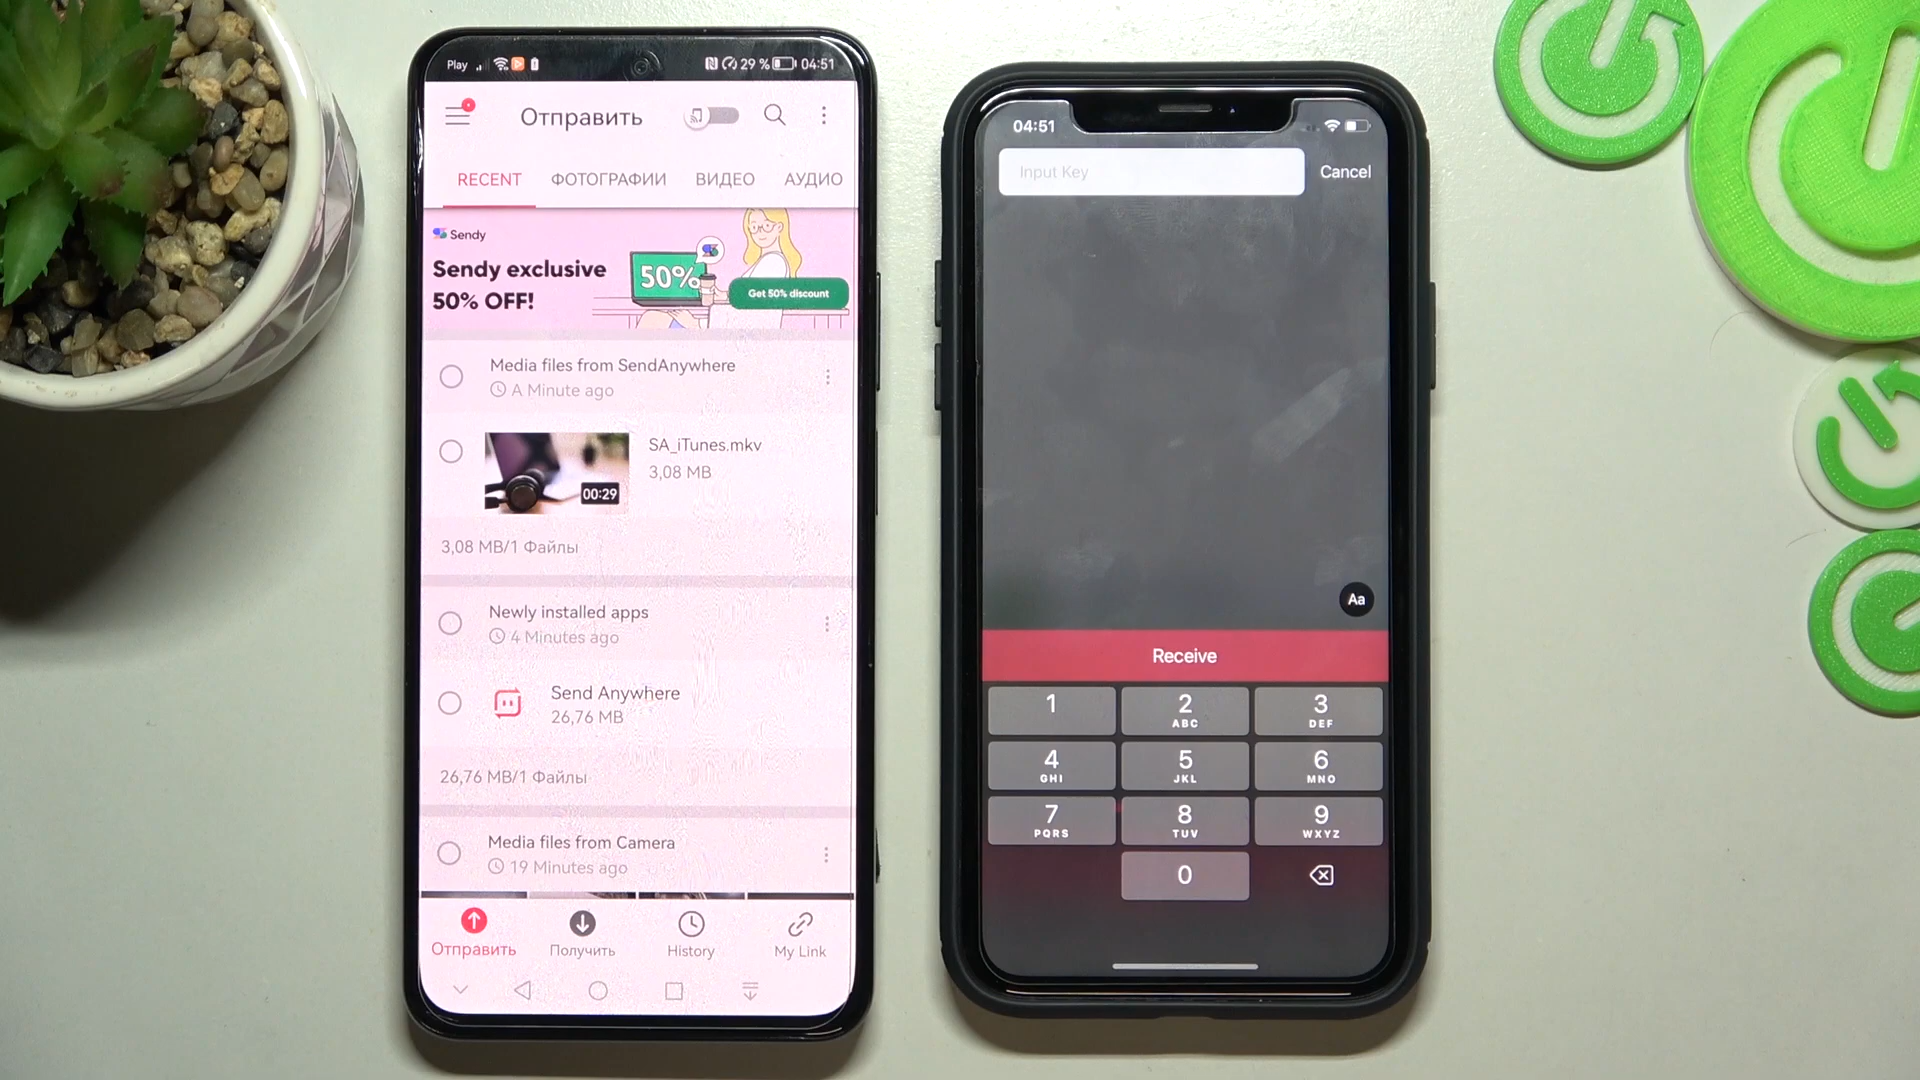 Play
29 %
04:51
Отправить
RECENT
ФОТОГРАФИИ
ВИДЕО
АУДИО
Sendy
Sendy exclusive
50% OFF!
50%
Get 50% discount
Media files from SendAnywhere
A Minute ago
SA_iTunes.mkv
3,08 MB
00:29
3,08 MB/1 Файлы
Newly installed apps
4 Minutes ago
Send Anywhere
26,76 MB
26,76 MB/1 Файлы
Media files from Camera
19 Minutes ago
Отправить
Получить
History
My Link
04:51
Input Key
Cancel
Aa
Receive
1
2
ABC
3
DEF
4
GHI
5
JKL
6
MNO
7
PQRS
8
TUV
9
WXYZ
0